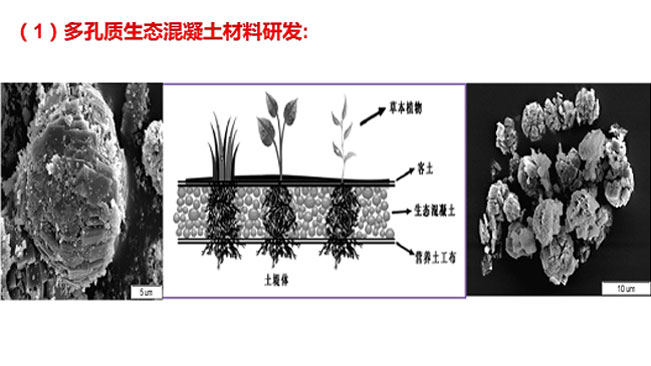 （1）多孔质生态混凝土材料研发:
草本植物
客土
生态混凝土
营养土工布
土堤体
5 um
10 um